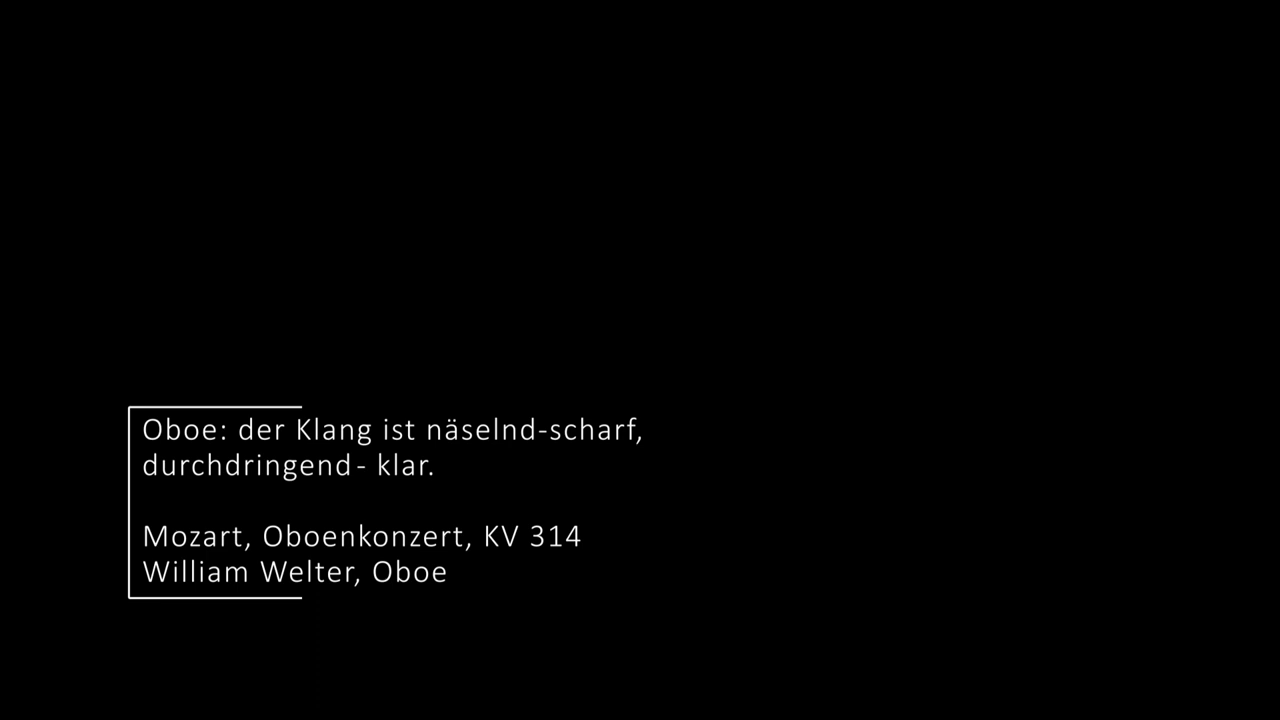 Oboe: der Klang ist näselnd-scharf,
durchdringend - klar.
Mozart, Oboenkonzert, KV 314
William Welter, Oboe